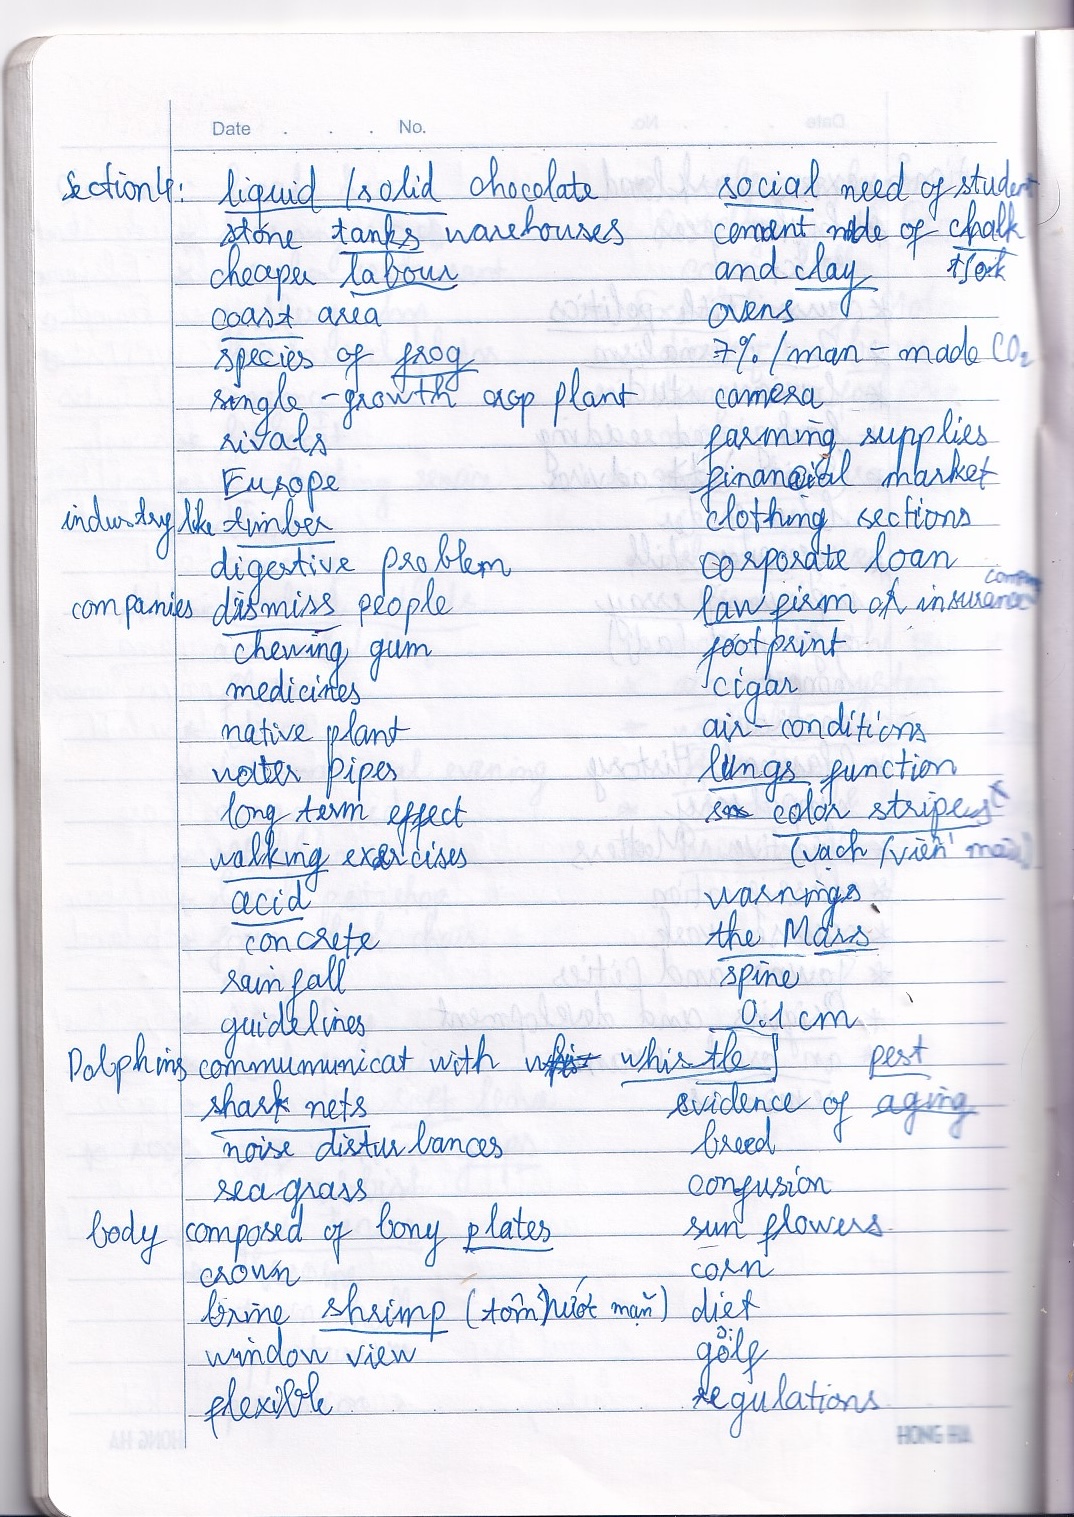 Date . . . No.
Section 4: liquid / solid chocolate
stone tanks warehouses
cheaper labour
coast area
species of frog
single - growth crop plant
rivals
Europe
industry like timber
digestive problem
companies dismiss people
chewing gum
medicines
native plant
water pipes
long term effect
walking exercises
acid
concrete
rainfall
guidelines
Dolphins communumicat with whistle
shark nets
noise disturbances
sea grass
body composed of bony plates
crown
brine shrimp (tôm nước mặn)
window view
flexible
social need of student
cement made of chalk
and clay
ovens
7% / man - made CO2
camera
farming supplies
financial market
clothing sections
corporate loan
company
law firm of insurance
footprint
cigar
air - conditions
lungs function
color stripes
(vạch / viền màu)
warnings
the Mass
spine
0.1 cm
pest
evidence of aging
breed
confusion
sun flowers
corn
diet
golf
regulations
HONG HA